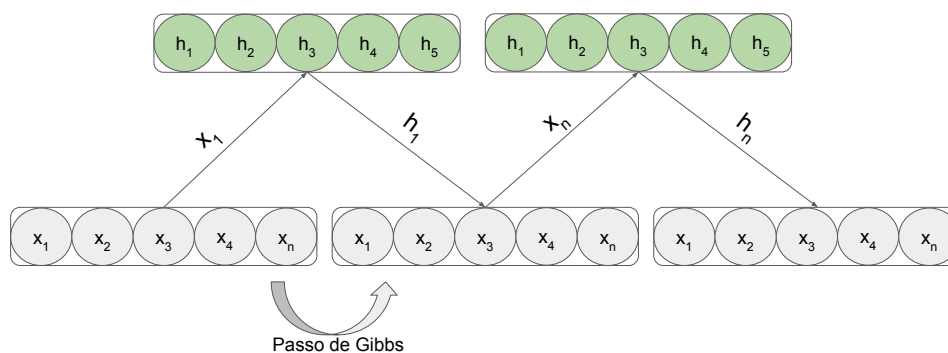 h₁ h₂ h₃ h₄ h₅ h₁ h₂ h₃ h₄ h₅
x₁ h₁ xₙ hₙ
x₁ x₂ x₃ x₄ xₙ x₁ x₂ x₃ x₄ xₙ x₁ x₂ x₃ x₄ xₙ
Passo de Gibbs